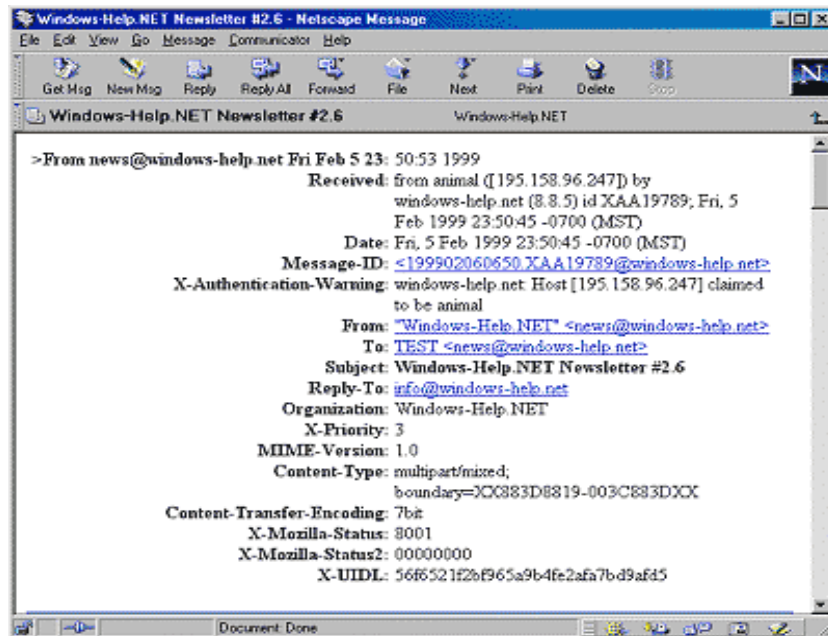 Windows-Help.NET Newsletter #2.6 - Netscape Message
File Edit View Go Message Communicator Help
Get Msg New Msg Reply Reply All Forward File Next Print Delete Stop
N
Windows-Help.NET Newsletter #2.6 Windows-Help.NET
>From news@windows-help.net Fri Feb 5 23: 50:53 1999
Received: from animal ([195.158.96.247]) by
windows-help.net (8.8.5) id XAA19789; Fri, 5
Feb 1999 23:50:45 -0700 (MST)
Date: Fri, 5 Feb 1999 23:50:45 -0700 (MST)
Message-ID: <199902060650.XAA19789@windows-help.net>
X-Authentication-Warning: windows-help.net: Host [195.158.96.247] claimed
to be animal
From: "Windows-Help.NET" <news@windows-help.net>
To: TEST <news@windows-help.net>
Subject: Windows-Help.NET Newsletter #2.6
Reply-To: info@windows-help.net
Organization: Windows-Help.NET
X-Priority: 3
MIME-Version: 1.0
Content-Type: multipart/mixed;
boundary=XX883D8819-003C883DXX
Content-Transfer-Encoding: 7bit
X-Mozilla-Status: 8001
X-Mozilla-Status2: 00000000
X-UIDL: 56f6521f2bf965a9b4fe2afa7bd9afd5
Document: Done